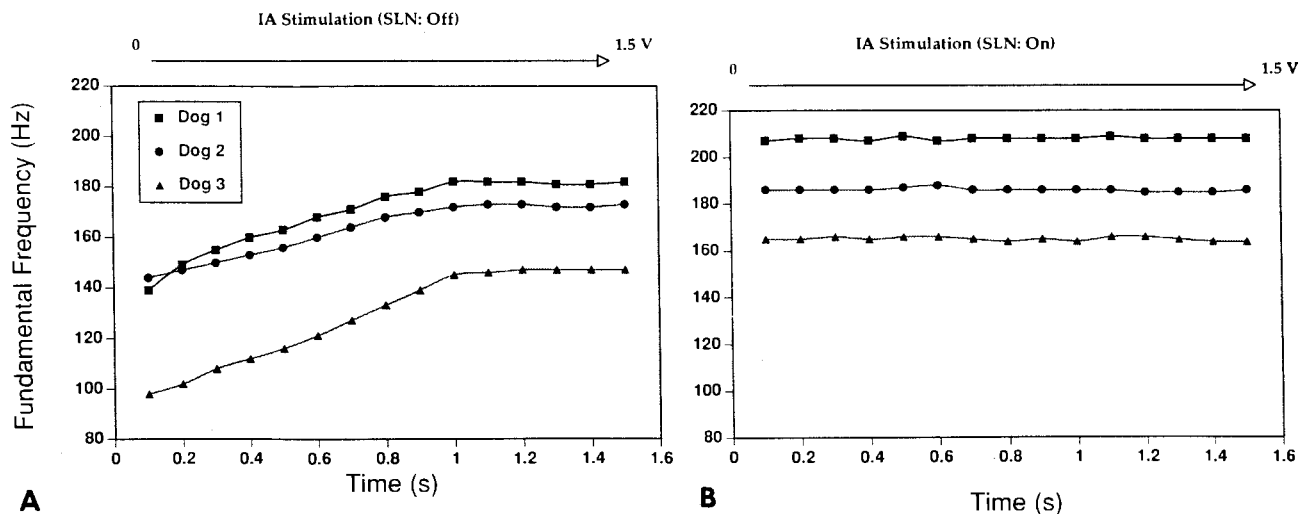 IA Stimulation (SLN: Off)
0 1.5 V
Fundamental Frequency (Hz)
220
200
180
160
140
120
100
80
Dog 1
Dog 2
Dog 3
0 0.2 0.4 0.6 0.8 1 1.2 1.4 1.6
Time (s)
A
IA Stimulation (SLN: On)
0 1.5 V
220
200
180
160
140
120
100
80
0 0.2 0.4 0.6 0.8 1 1.2 1.4 1.6
Time (s)
B